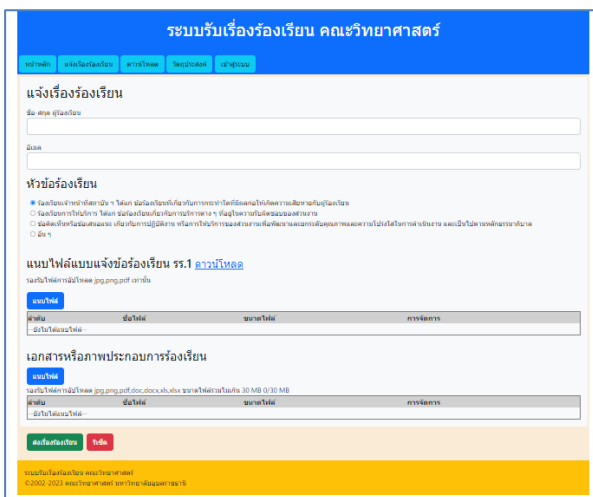 ระบบรับเรื่องร้องเรียน คณะวิทยาศาสตร์
หน้าหลัก แจ้งเรื่องร้องเรียน ดาวน์โหลด วัตถุประสงค์ เข้าสู่ระบบ
แจ้งเรื่องร้องเรียน
ชื่อ-สกุล ผู้ร้องเรียน
อีเมล
หัวข้อร้องเรียน
ร้องเรียนเจ้าหน้าที่สถาบัน ฯ ได้แก่ ข้อร้องเรียนที่เกี่ยวกับการกระทำใดที่มีผลก่อให้เกิดความเสียหายกับผู้ร้องเรียน
ร้องเรียนการให้บริการ ได้แก่ ข้อร้องเรียนเกี่ยวกับการบริการต่าง ๆ ที่อยู่ในความรับผิดชอบของส่วนงาน
ข้อคิดเห็นหรือข้อเสนอแนะ เกี่ยวกับการปฏิบัติงาน หรือการให้บริการของส่วนงานเพื่อพัฒนาและยกระดับคุณภาพและความโปร่งใสในการดำเนินงาน และเป็นไปตามหลักธรรมาภิบาล
อื่น ๆ
แนบไฟล์แบบแจ้งข้อร้องเรียน รร.1 ดาวน์โหลด
รองรับไฟล์การอัปโหลด jpg,png,pdf เท่านั้น
แนบไฟล์
ลำดับ ชื่อไฟล์ ขนาดไฟล์ การจัดการ
--ยังไม่ได้แนบไฟล์--
เอกสารหรือภาพประกอบการร้องเรียน
แนบไฟล์
รองรับไฟล์การอัปโหลด jpg,png,pdf,doc,docx,xls,xlsx ขนาดไฟล์รวมไม่เกิน 30 MB 0/30 MB
ลำดับ ชื่อไฟล์ ขนาดไฟล์ การจัดการ
--ยังไม่ได้แนบไฟล์--
ส่งเรื่องร้องเรียน รีเซ็ต
ระบบรับเรื่องร้องเรียน คณะวิทยาศาสตร์
©2002-2023 คณะวิทยาศาสตร์ มหาวิทยาลัยอุบลราชธานี